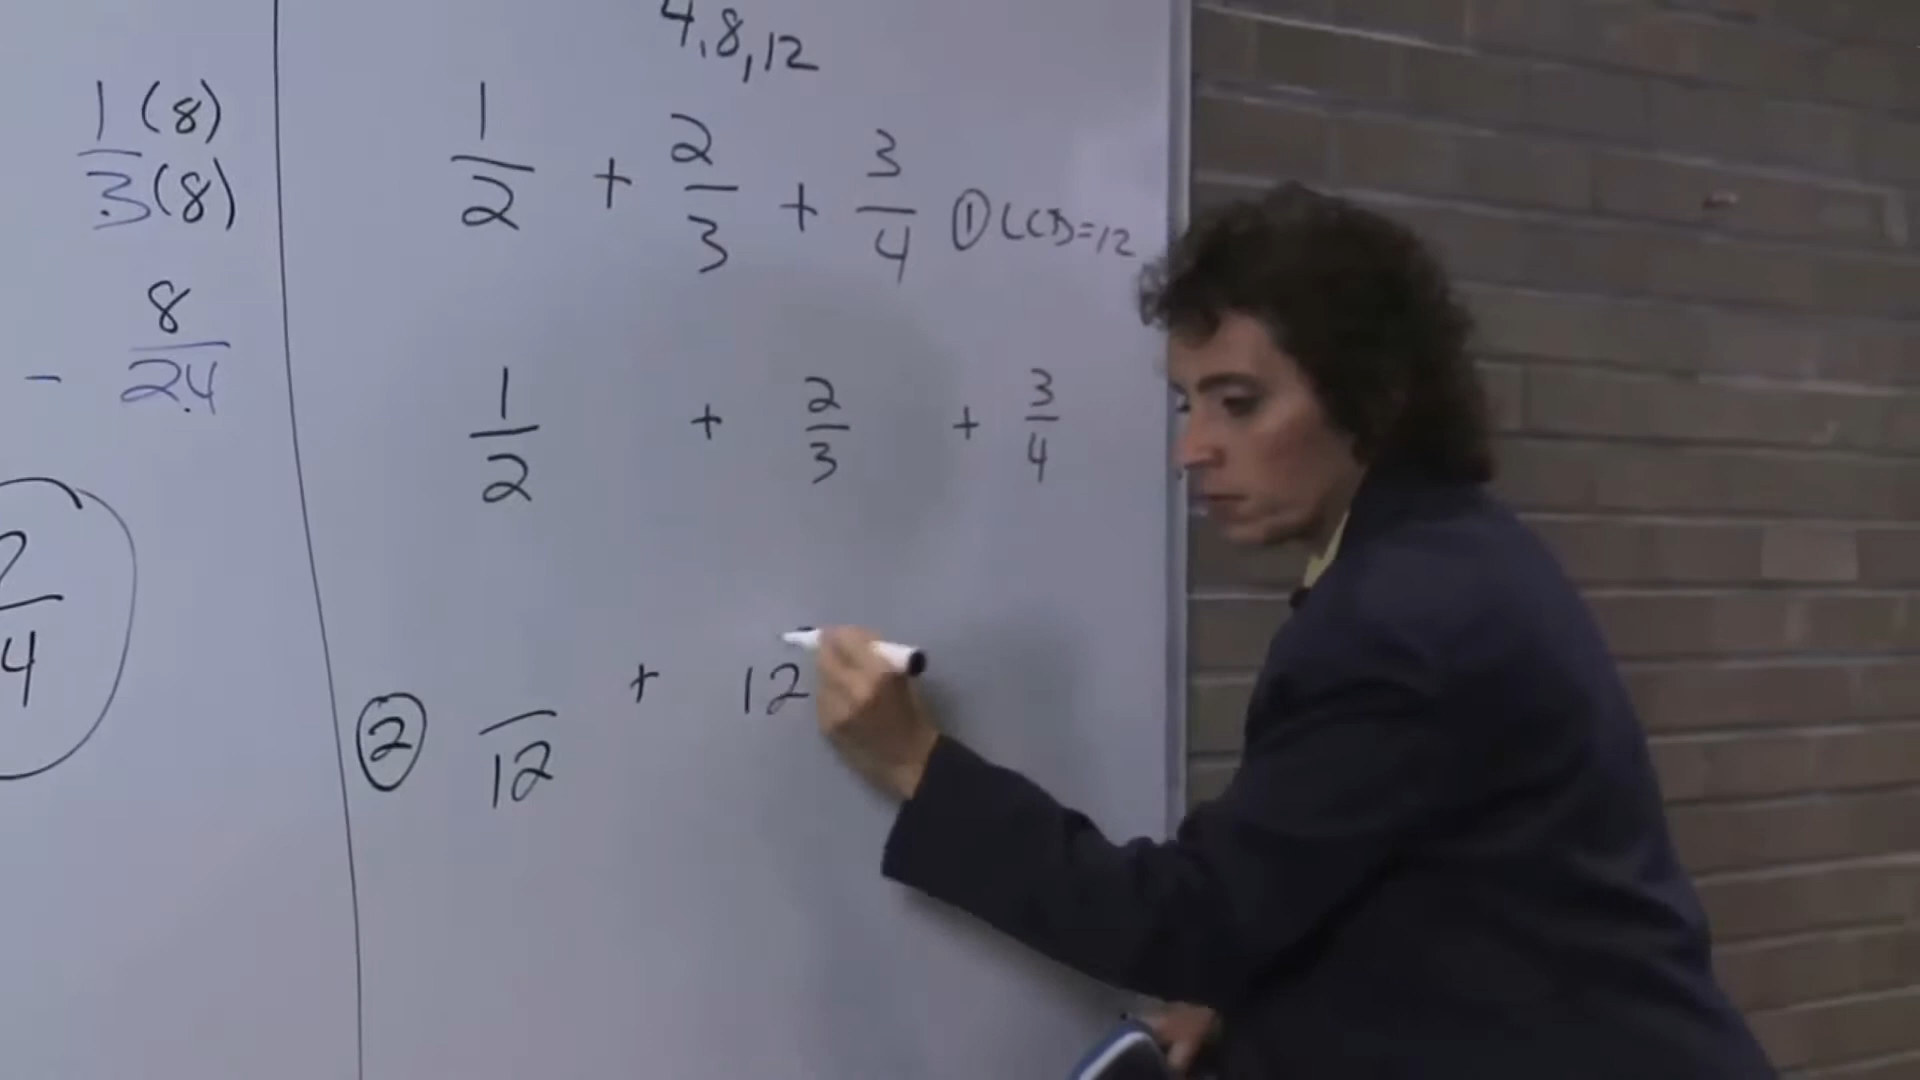 4,8,12
1/2 + 2/3 + 3/4 ① LCD=12
1/2 + 2/3 + 3/4
② /12 + 12
1(8)
3(8)
- 8/24
4